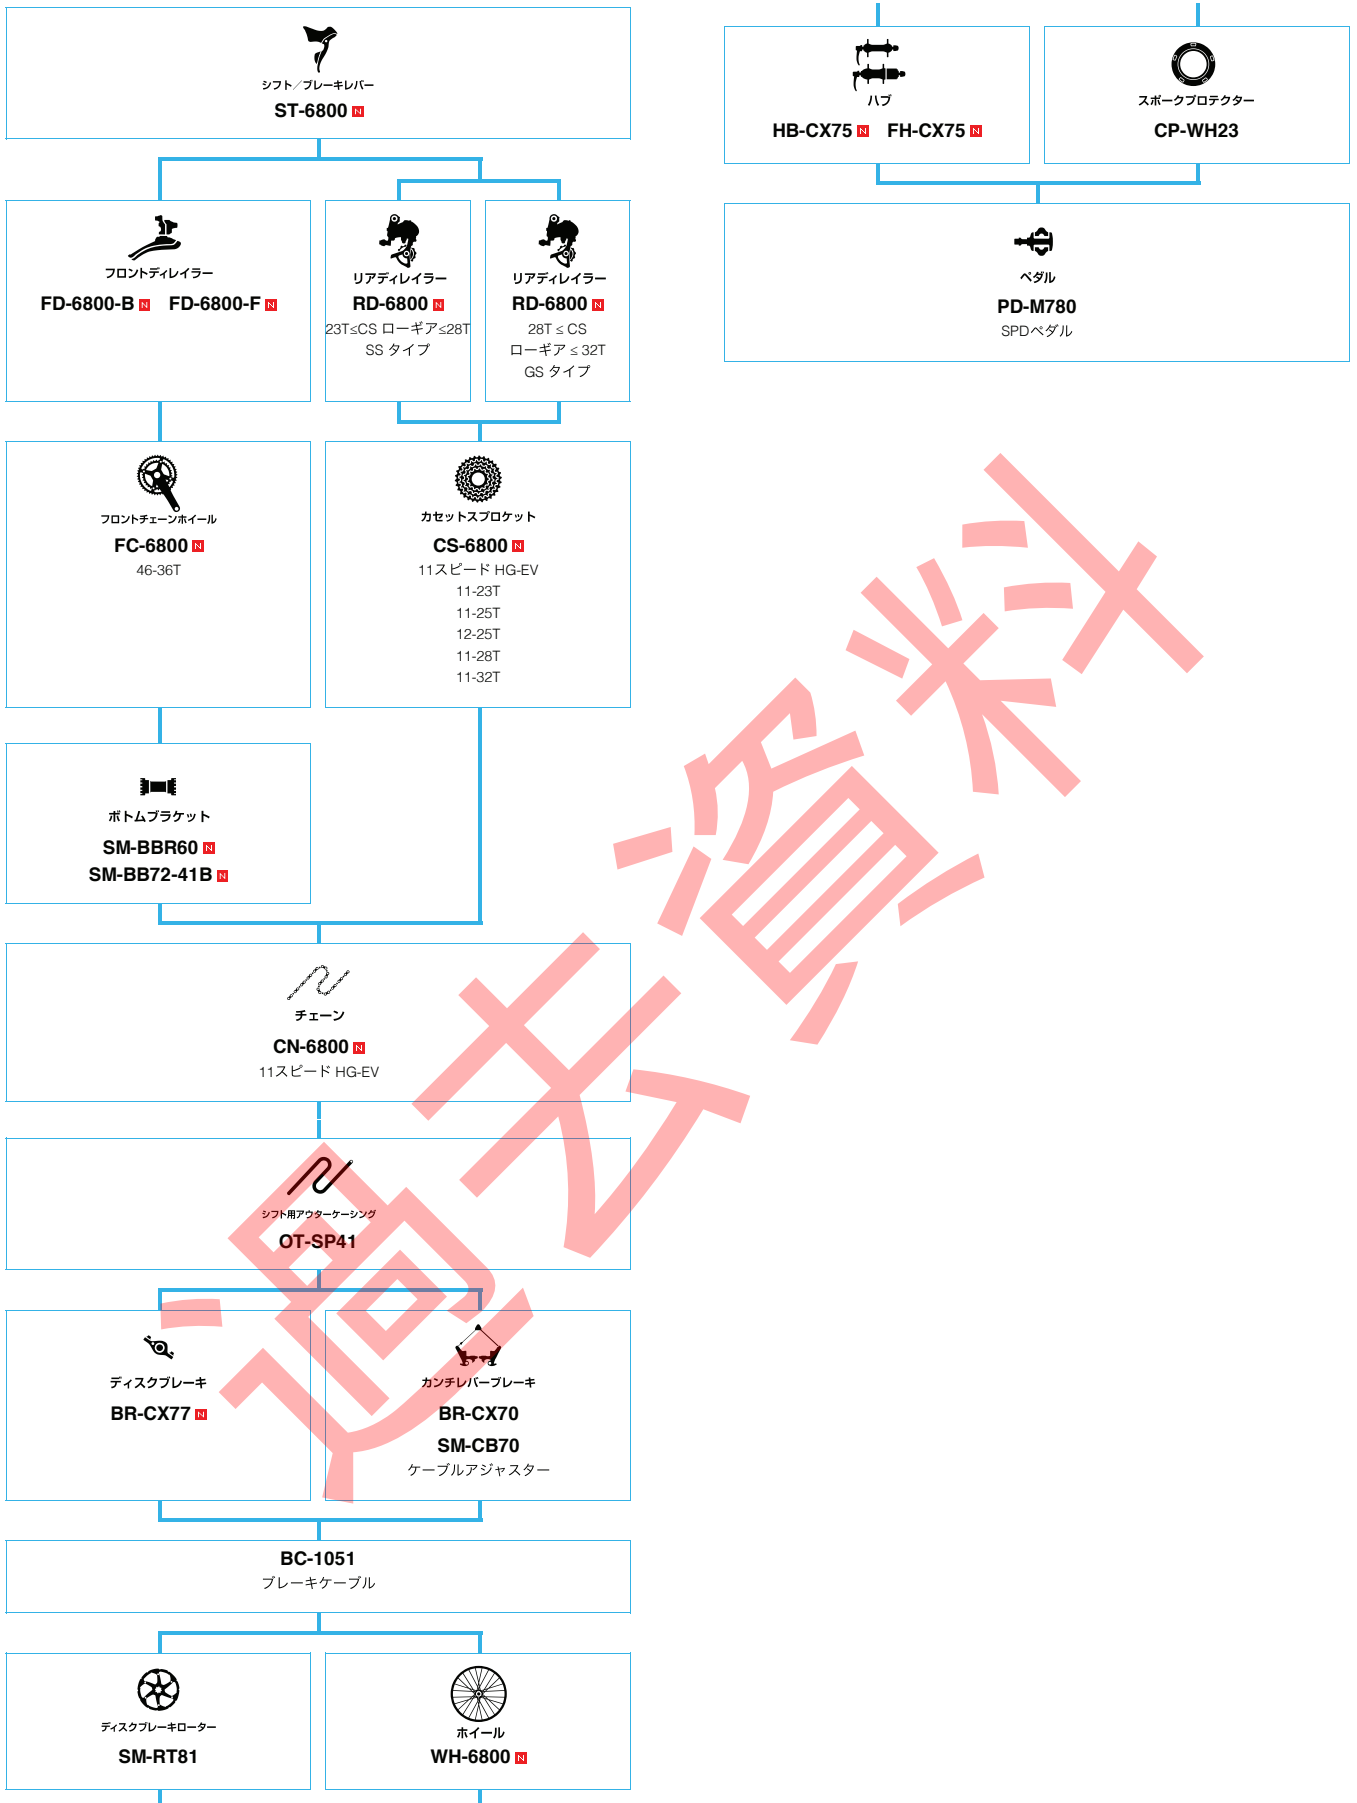 シフト／ブレーキレバー
ST-6800 N
フロントディレイラー
FD-6800-B N FD-6800-F N
リアディレイラー
RD-6800 N
23T≤CS ローギア≤28T
SS タイプ
リアディレイラー
RD-6800 N
28T ≤ CS
ローギア ≤ 32T
GS タイプ
フロントチェーンホイール
FC-6800 N
46-36T
カセットスプロケット
CS-6800 N
11スピード HG-EV
11-23T
11-25T
12-25T
11-28T
11-32T
ボトムブラケット
SM-BBR60 N
SM-BB72-41B N
チェーン
CN-6800 N
11スピード HG-EV
シフト用アウターケーシング
OT-SP41
ディスクブレーキ
BR-CX77 N
カンチレバーブレーキ
BR-CX70
SM-CB70
ケーブルアジャスター
BC-1051
ブレーキケーブル
ディスクブレーキローター
SM-RT81
ホイール
WH-6800 N
ハブ
HB-CX75 N FH-CX75 N
スポークプロテクター
CP-WH23
ペダル
PD-M780
SPDペダル
過去資料